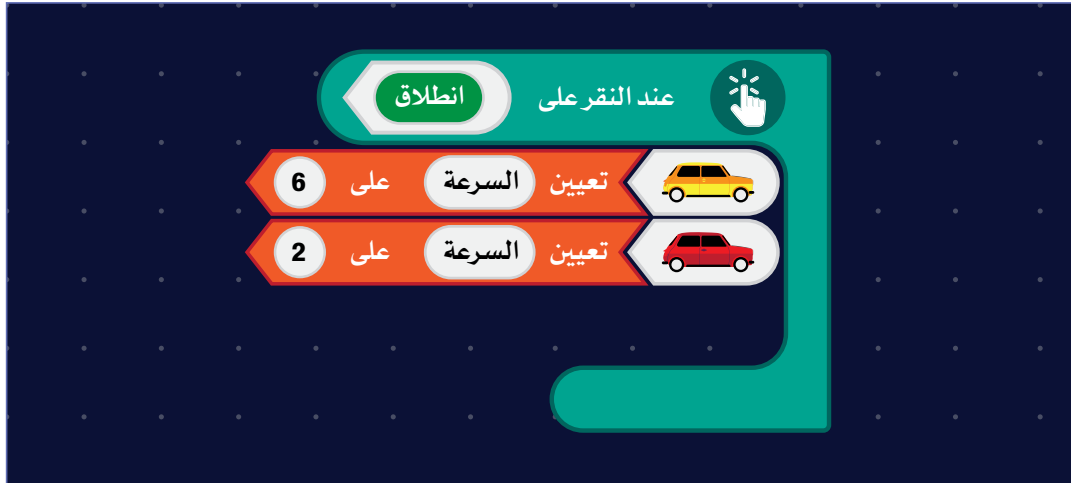 عند النقر على انطلاق
تعيين السرعة على 6
تعيين السرعة على 2